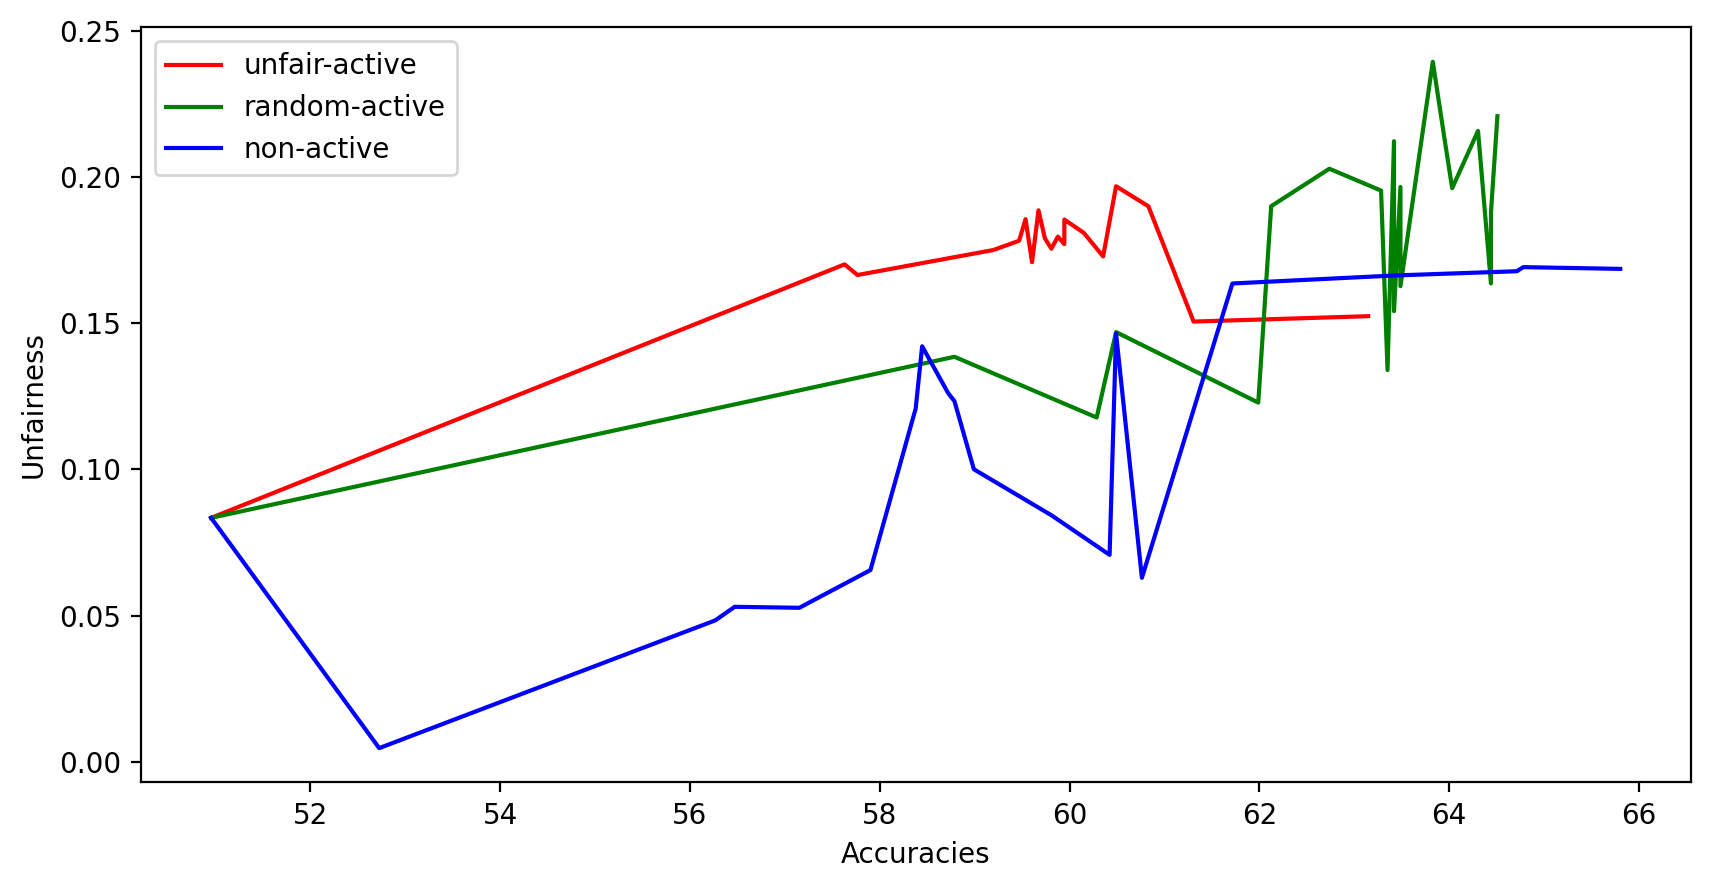 unfair-active
random-active
non-active
0.25
0.20
0.15
0.10
0.05
0.00
Unfairness
52 54 56 58 60 62 64 66
Accuracies